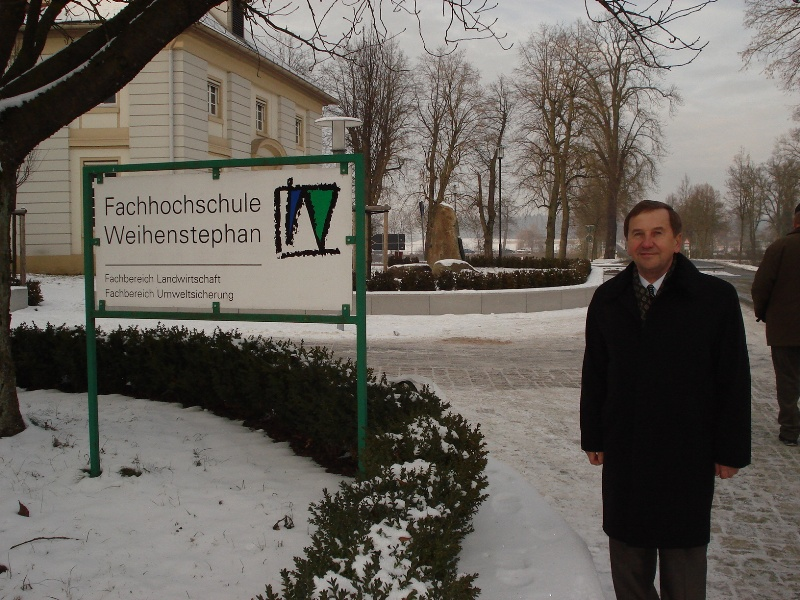 Fachhochschule
Weihenstephan
Fachbereich Landwirtschaft
Fachbereich Umweltsicherung